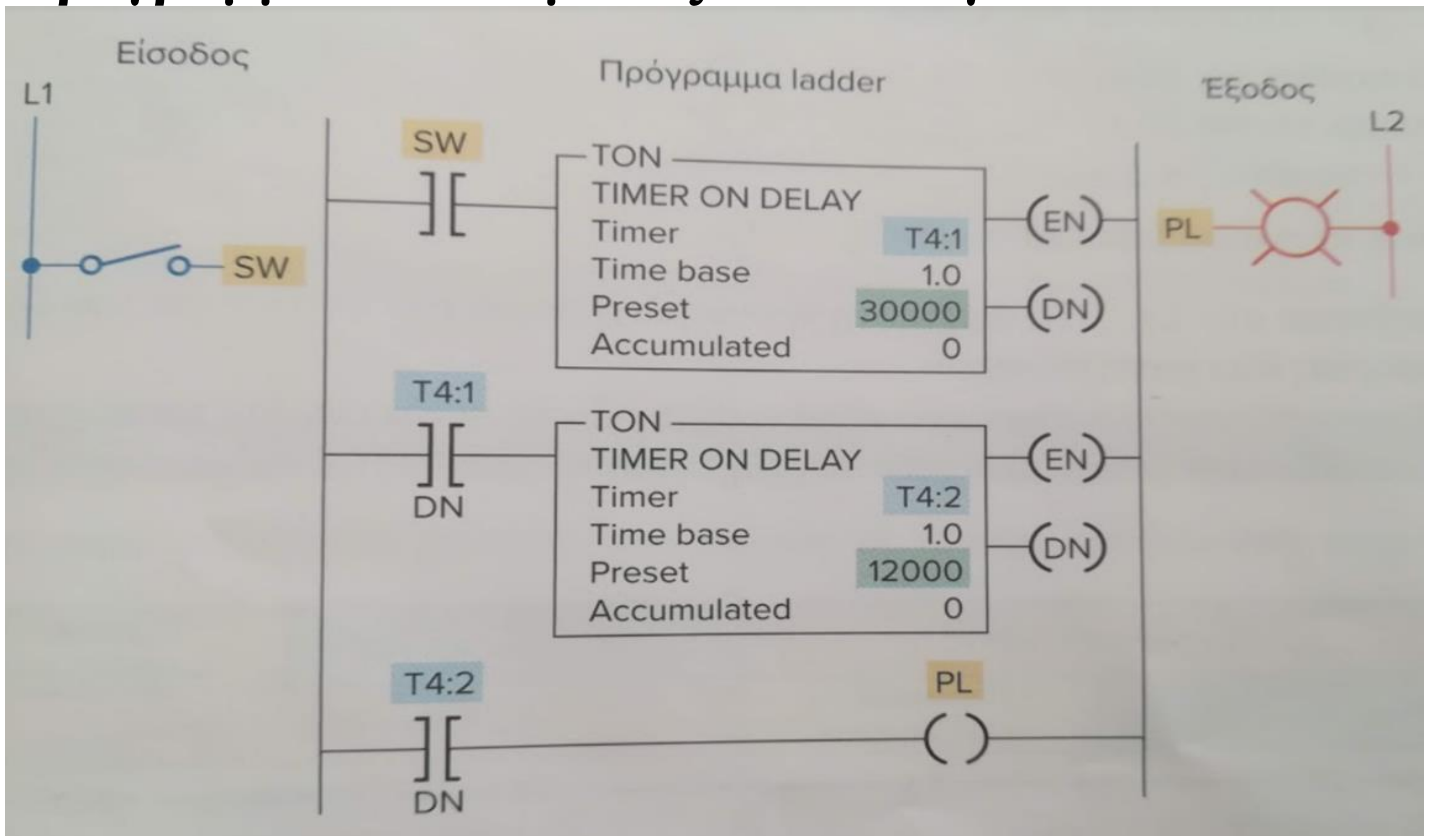 Είσοδος
Πρόγραμμα ladder
Έξοδος
L1
L2
SW
SW
TON
TIMER ON DELAY
Timer T4:1
Time base 1.0
Preset 30000
Accumulated 0
EN
DN
PL
T4:1
DN
TON
TIMER ON DELAY
Timer T4:2
Time base 1.0
Preset 12000
Accumulated 0
EN
DN
T4:2
DN
PL